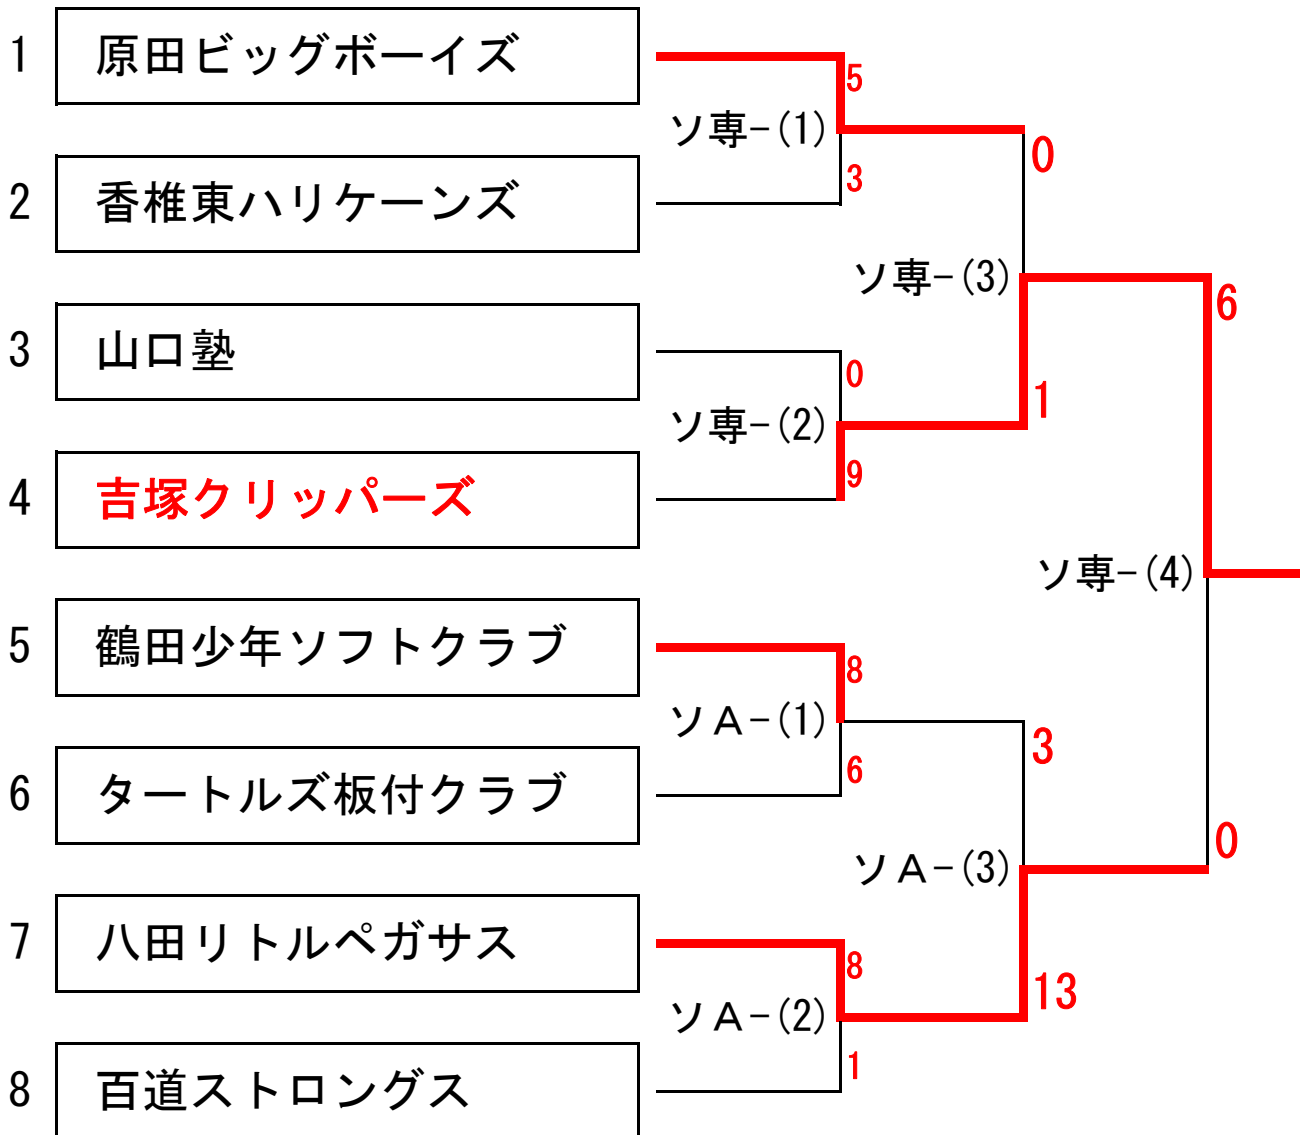 1 原田ビッグボーイズ
5
ソ専-(1)
0
3
2 香椎東ハリケーンズ
ソ専-(3)
6
3 山口塾
0
ソ専-(2)
1
9
4 吉塚クリッパーズ
ソ専-(4)
5 鶴田少年ソフトクラブ
8
ソA-(1)
3
6
6 タートルズ板付クラブ
ソA-(3)
0
7 八田リトルペガサス
8
ソA-(2)
13
1
8 百道ストロングス